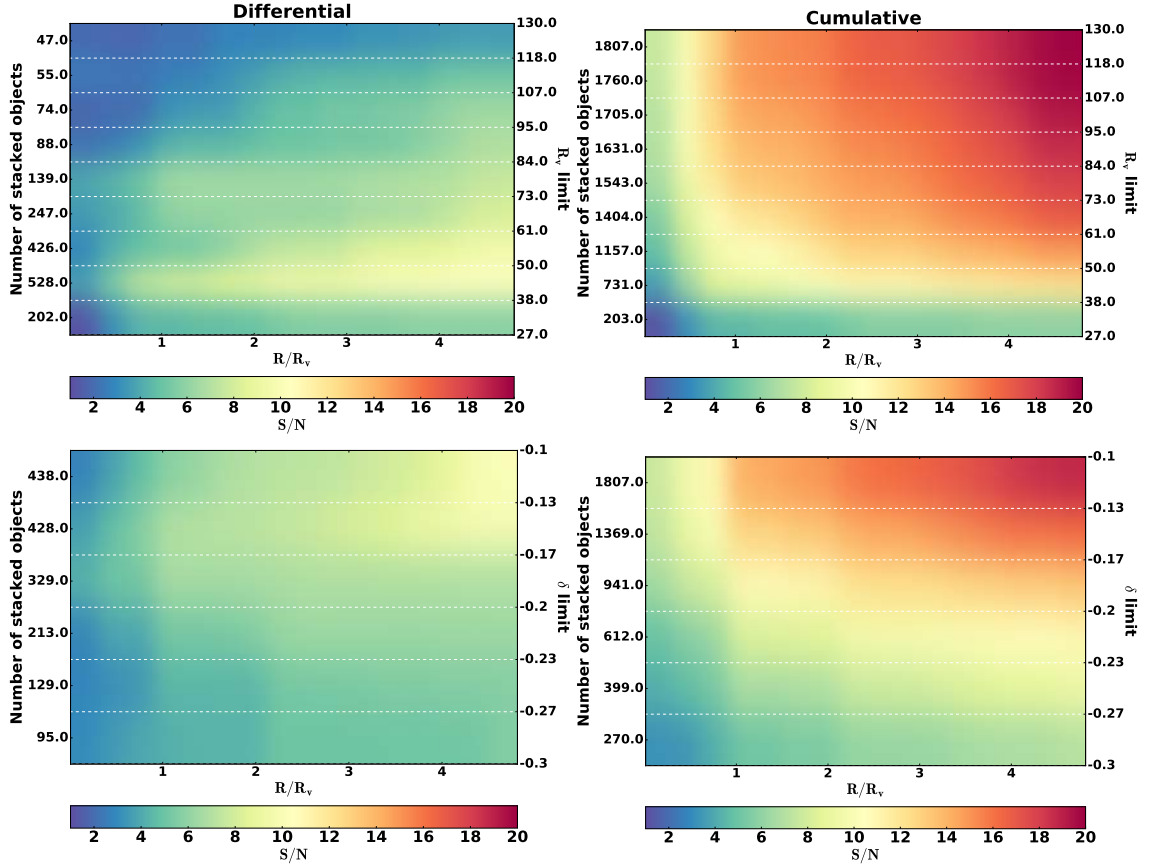 Differential
Number of stacked objects
47.0
55.0
74.0
88.0
139.0
247.0
426.0
528.0
202.0
130.0
118.0
107.0
95.0
84.0
73.0
61.0
50.0
38.0
27.0
Rᵥ limit
1 2 3 4
R/Rᵥ
2 4 6 8 10 12 14 16 18 20
S/N
Cumulative
Number of stacked objects
1807.0
1760.0
1705.0
1631.0
1543.0
1404.0
1157.0
731.0
203.0
130.0
118.0
107.0
95.0
84.0
73.0
61.0
50.0
38.0
27.0
Rᵥ limit
1 2 3 4
R/Rᵥ
2 4 6 8 10 12 14 16 18 20
S/N
Number of stacked objects
438.0
428.0
329.0
213.0
129.0
95.0
-0.1
-0.13
-0.17
-0.2
-0.23
-0.27
-0.3
δ limit
1 2 3 4
R/Rᵥ
2 4 6 8 10 12 14 16 18 20
S/N
Number of stacked objects
1807.0
1369.0
941.0
612.0
399.0
270.0
-0.1
-0.13
-0.17
-0.2
-0.23
-0.27
-0.3
δ limit
1 2 3 4
R/Rᵥ
2 4 6 8 10 12 14 16 18 20
S/N